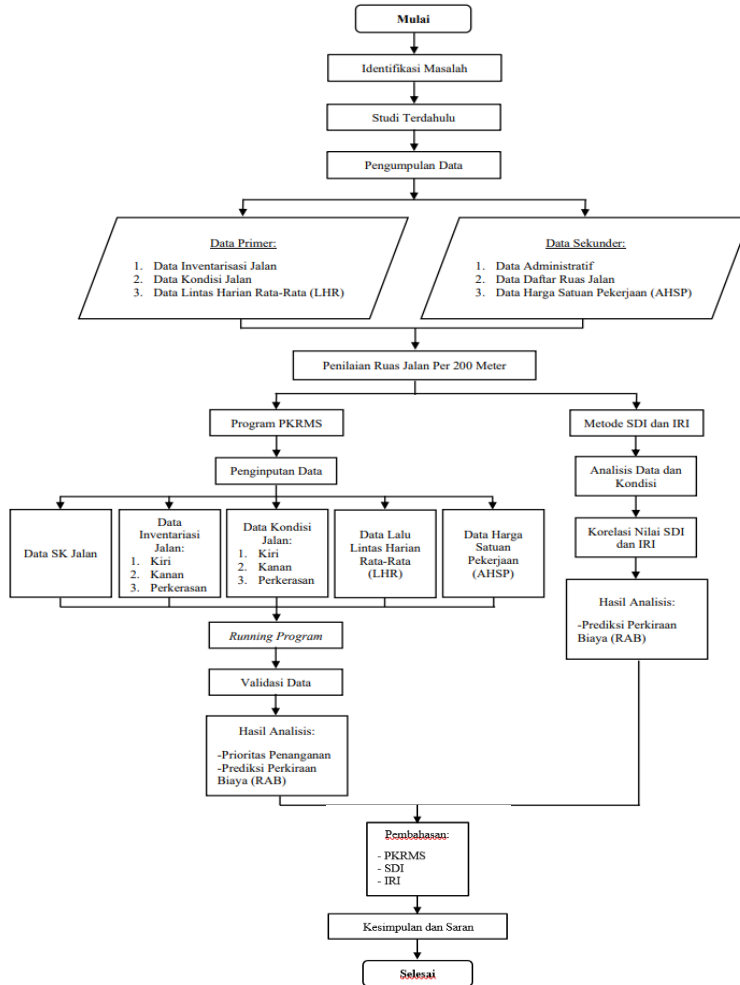 Mulai
Identifikasi Masalah
Studi Terdahulu
Pengumpulan Data
Data Primer:
1. Data Inventarisasi Jalan
2. Data Kondisi Jalan
3. Data Lintas Harian Rata-Rata (LHR)
Data Sekunder:
1. Data Administratif
2. Data Daftar Ruas Jalan
3. Data Harga Satuan Pekerjaan (AHSP)
Penilaian Ruas Jalan Per 200 Meter
Program PKRMS
Metode SDI dan IRI
Penginputan Data
Analisis Data dan
Kondisi
Data SK Jalan
Data
Inventariasi
Jalan:
1. Kiri
2. Kanan
3. Perkerasan
Data Kondisi
Jalan:
1. Kiri
2. Kanan
3. Perkerasan
Data Lalu
Lintas Harian
Rata-Rata
(LHR)
Data Harga
Satuan
Pekerjaan
(AHSP)
Korelasi Nilai SDI
dan IRI
Hasil Analisis:
-Prediksi Perkiraan
Biaya (RAB)
Running Program
Validasi Data
Hasil Analisis:
-Prioritas Penanganan
-Prediksi Perkiraan
Biaya (RAB)
Pembahasan:
- PKRMS
- SDI
- IRI
Kesimpulan dan Saran
Selesai